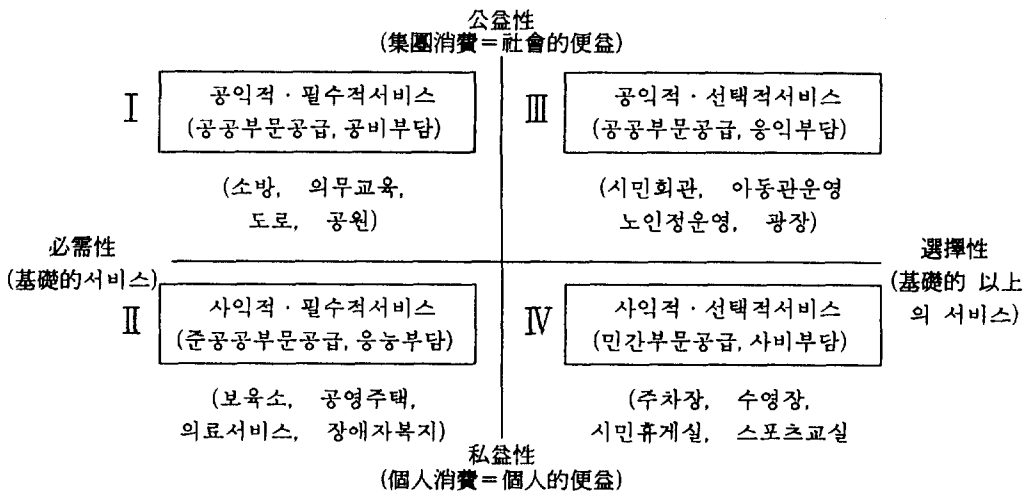 公益性
(集團消費＝社會的便益)
Ⅰ
공익적·필수적서비스
(공공부문공급, 공비부담)
(소방, 의무교육,
도로, 공원)
Ⅲ
공익적·선택적서비스
(공공부문공급, 응익부담)
(시민회관, 아동관운영
노인정운영, 광장)
必需性
(基礎的서비스)
選擇性
(基礎的 以上
의 서비스)
Ⅱ
사익적·필수적서비스
(준공공부문공급, 응능부담)
(보육소, 공영주택,
의료서비스, 장애자복지)
Ⅳ
사익적·선택적서비스
(민간부문공급, 사비부담)
(주차장, 수영장,
시민휴게실, 스포츠교실
私益性
(個人消費＝個人的便益)